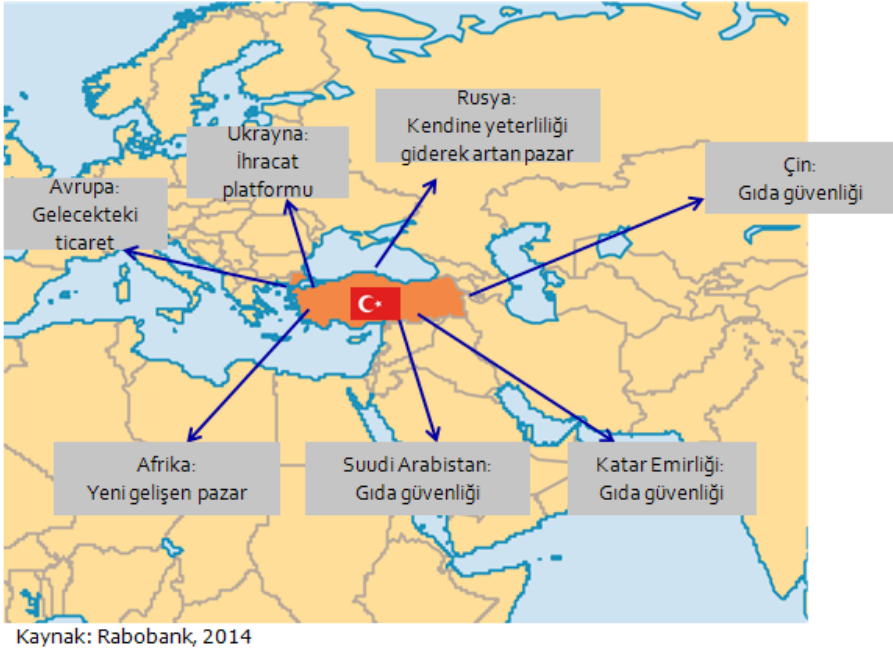 Rusya:
Kendine yeterliliği
giderek artan pazar
Ukrayna:
İhracat
platformu
Çin:
Gıda güvenliği
Avrupa:
Gelecekteki
ticaret
Afrika:
Yeni gelişen pazar
Suudi Arabistan:
Gıda güvenliği
Katar Emirliği:
Gıda güvenliği
Kaynak: Rabobank, 2014